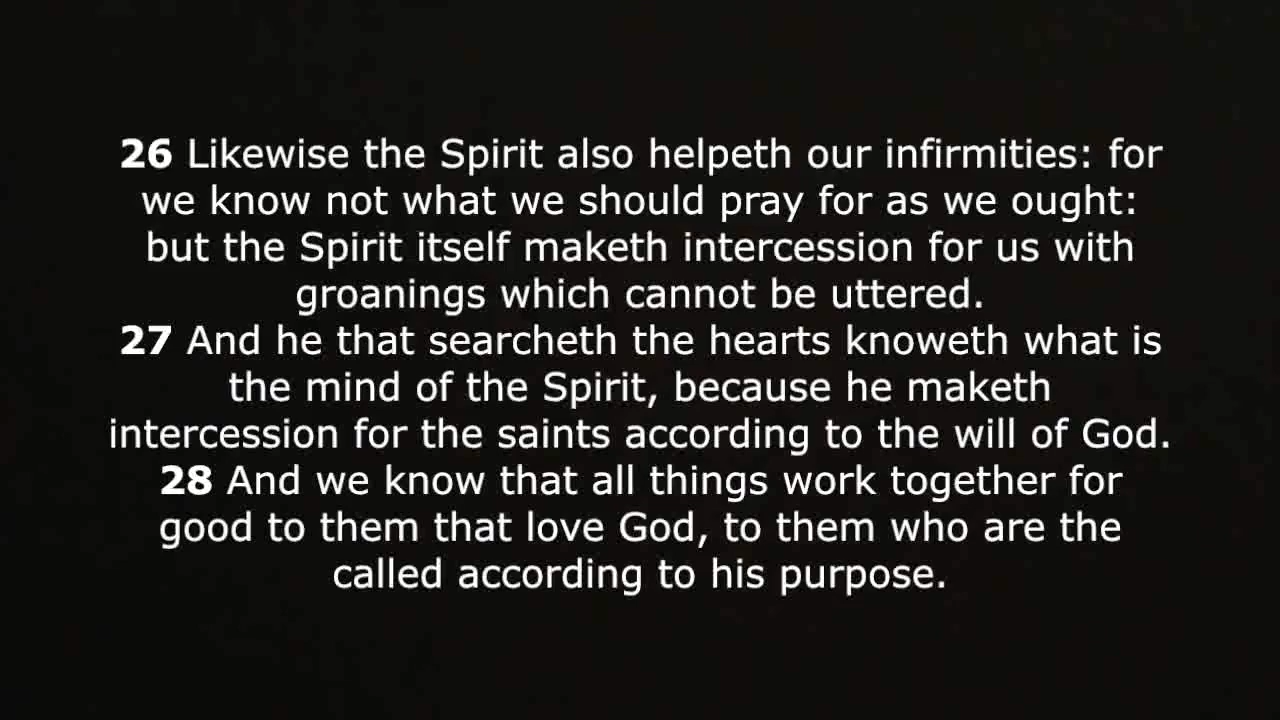 26 Likewise the Spirit also helpeth our infirmities: for
we know not what we should pray for as we ought:
but the Spirit itself maketh intercession for us with
groanings which cannot be uttered.
27 And he that searcheth the hearts knoweth what is
the mind of the Spirit, because he maketh
intercession for the saints according to the will of God.
28 And we know that all things work together for
good to them that love God, to them who are the
called according to his purpose.